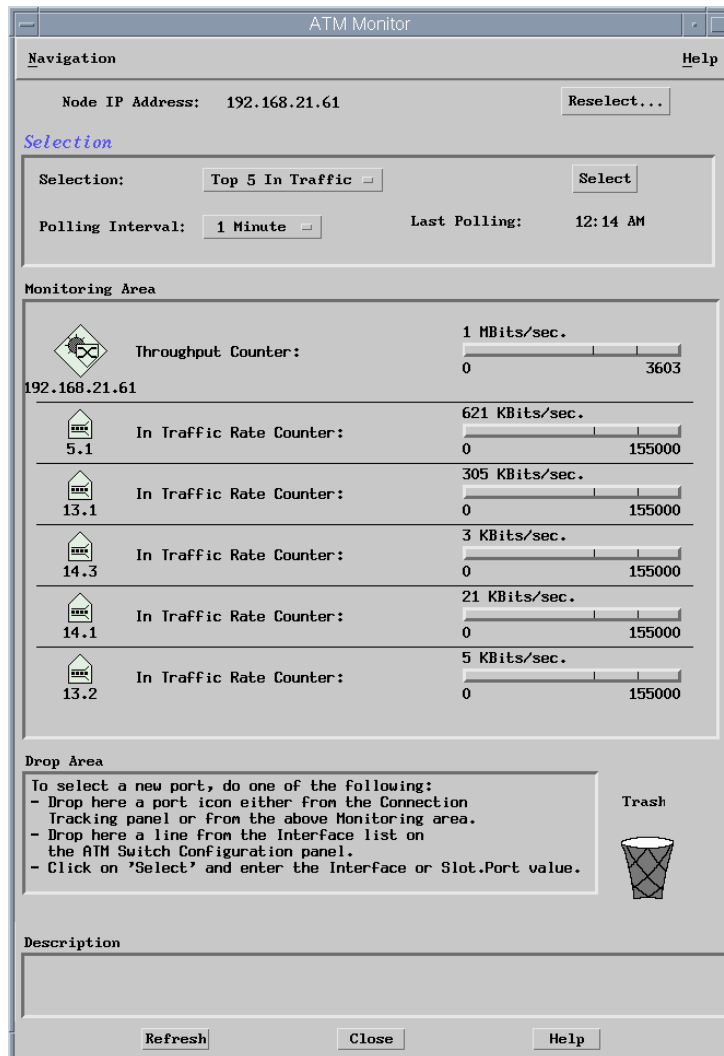 ATM Monitor
Navigation Help
Node IP Address: 192.168.21.61 Reselect...
Selection
Selection: Top 5 In Traffic Select
Polling Interval: 1 Minute Last Polling: 12:14 AM
Monitoring Area
1 MBits/sec.
Throughput Counter:
0 3603
192.168.21.61
621 KBits/sec.
In Traffic Rate Counter:
5.1 0 155000
305 KBits/sec.
In Traffic Rate Counter:
13.1 0 155000
3 KBits/sec.
In Traffic Rate Counter:
14.3 0 155000
21 KBits/sec.
In Traffic Rate Counter:
14.1 0 155000
5 KBits/sec.
In Traffic Rate Counter:
13.2 0 155000
Drop Area
To select a new port, do one of the following:
- Drop here a port icon either from the Connection
Tracking panel or from the above Monitoring area.
- Drop here a line from the Interface list on
the ATM Switch Configuration panel.
- Click on 'Select' and enter the Interface or Slot.Port value.
Trash
Description
Refresh Close Help